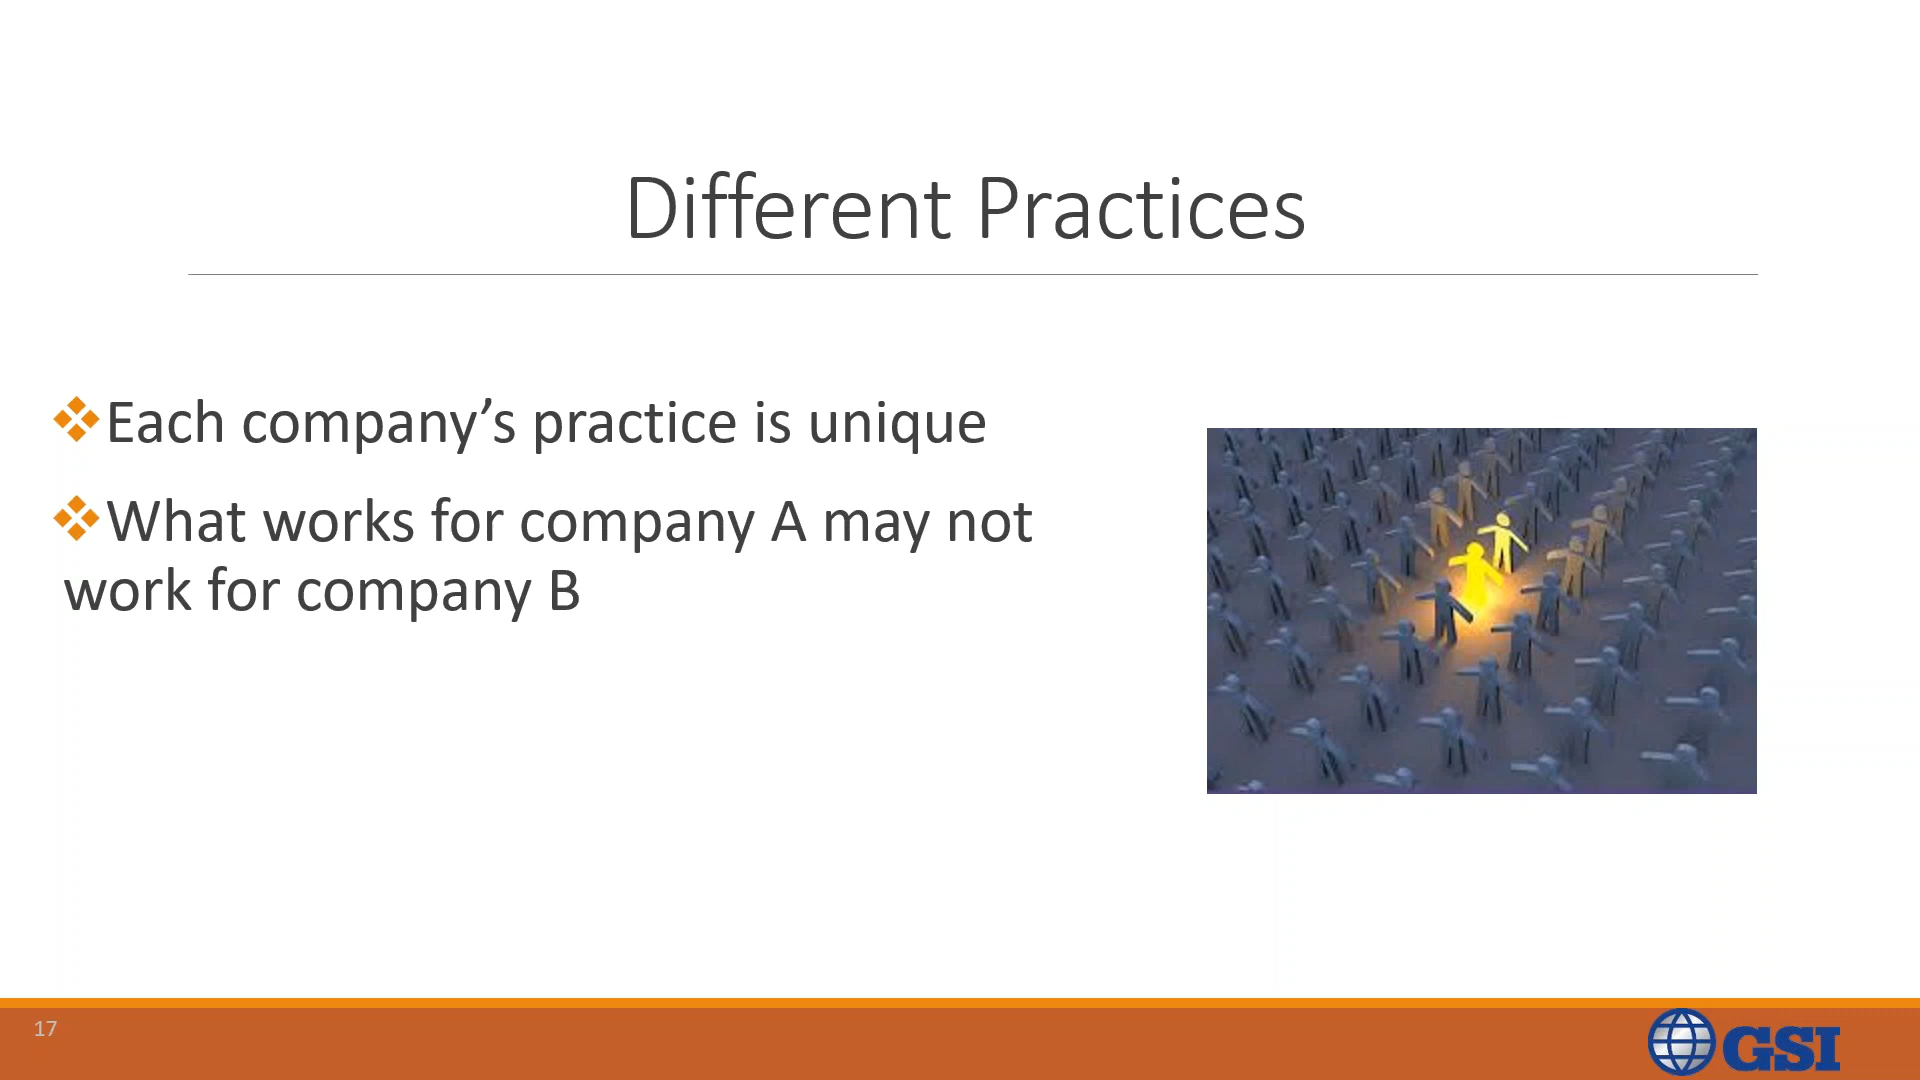 Different Practices
❖Each company’s practice is unique
❖What works for company A may not
work for company B
17
GSI